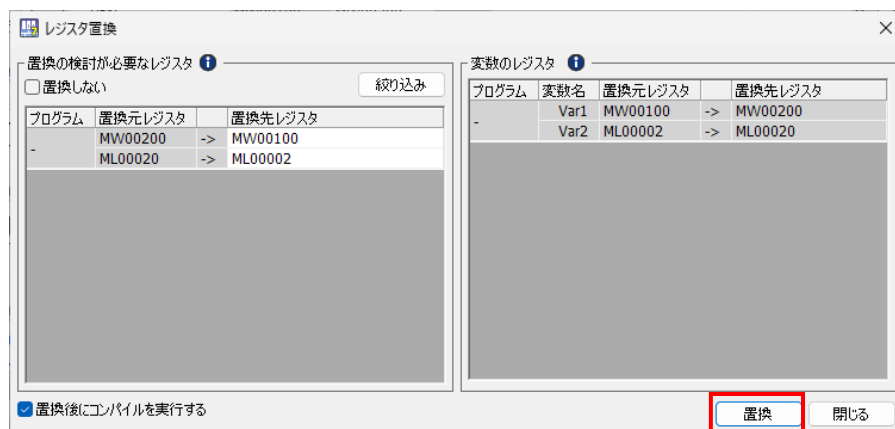 レジスタ置換
置換の検討が必要なレジスタ
置換しない
絞り込み
プログラム 置換元レジスタ 置換先レジスタ
- MW00200 -> MW00100
ML00020 -> ML00002
変数のレジスタ
プログラム 変数名 置換元レジスタ 置換先レジスタ
- Var1 MW00100 -> MW00200
Var2 ML00002 -> ML00020
置換後にコンパイルを実行する
置換 閉じる